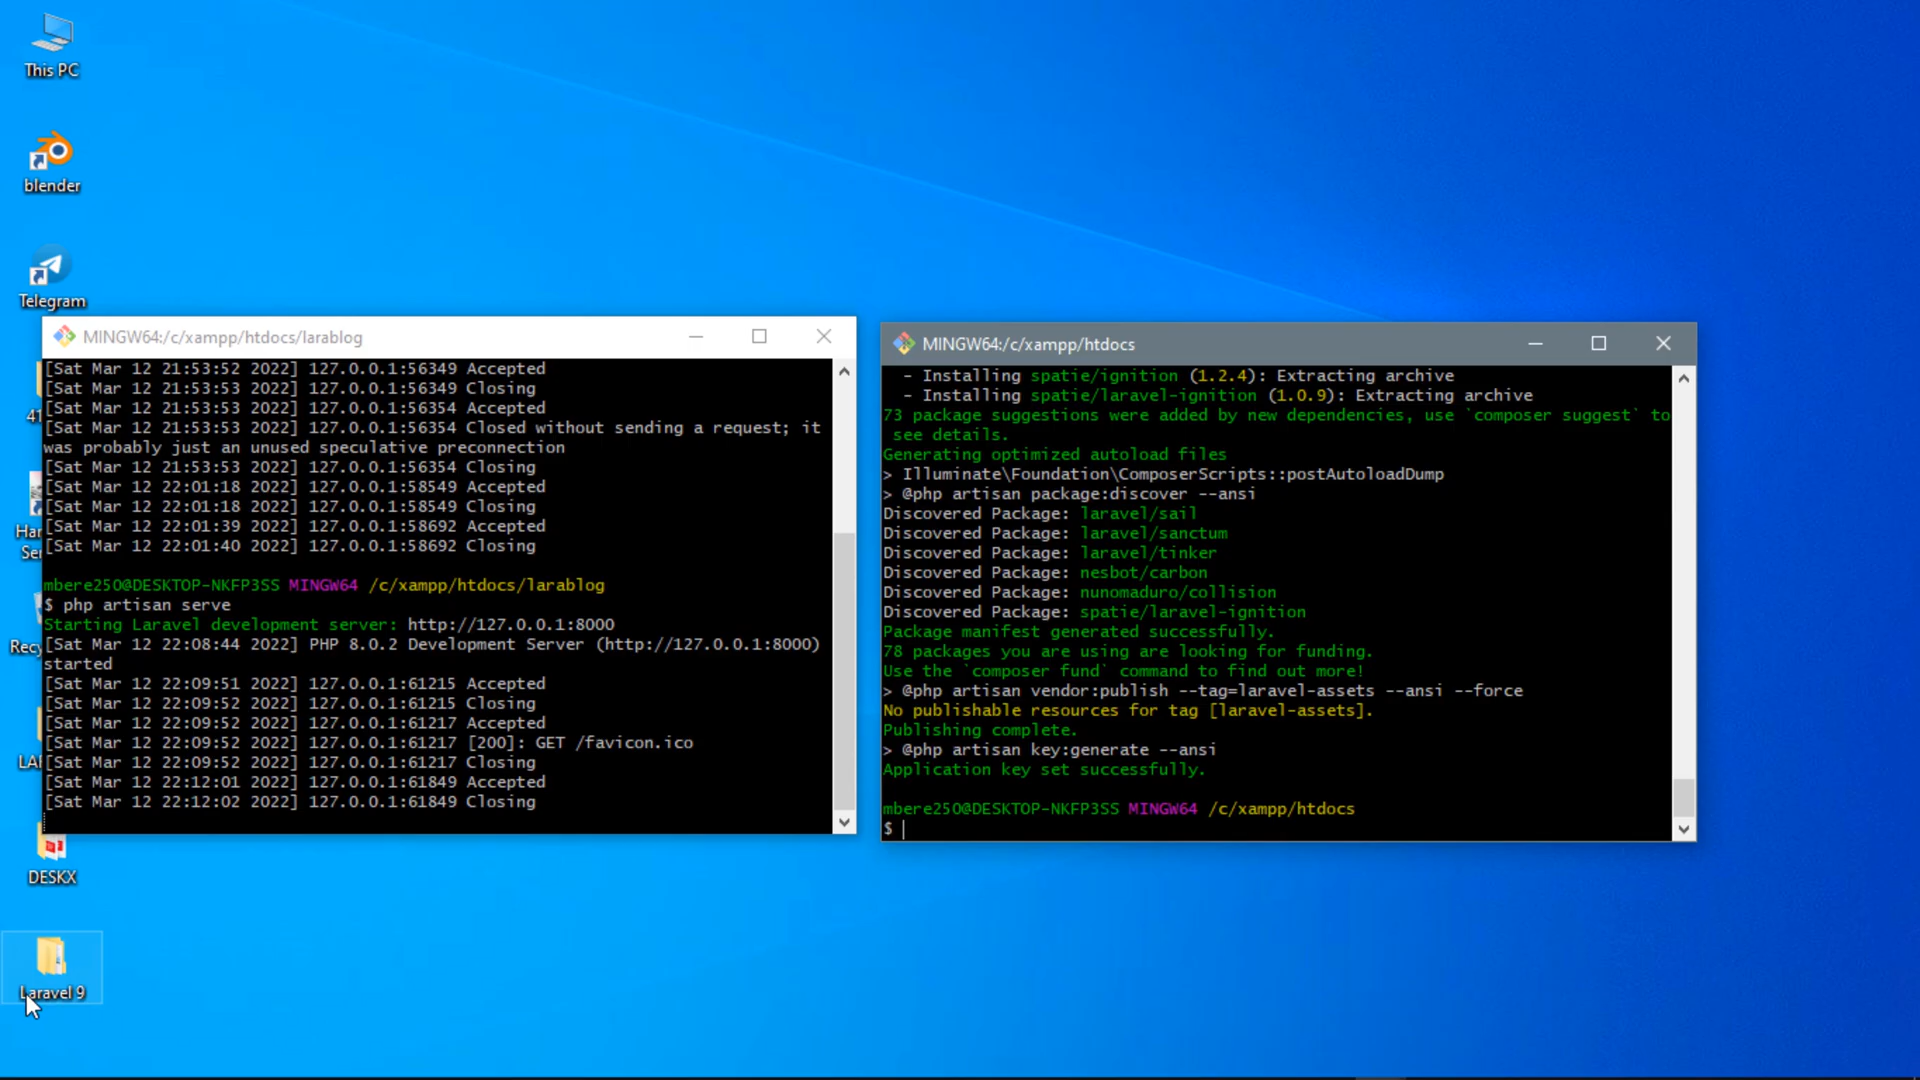 This PC
blender
Telegram
41
Har
Ser
Recy
LAI
DESKX
Laravel 9
MINGW64:/c/xampp/htdocs/larablog
[Sat Mar 12 21:53:52 2022] 127.0.0.1:56349 Accepted
[Sat Mar 12 21:53:53 2022] 127.0.0.1:56349 Closing
[Sat Mar 12 21:53:53 2022] 127.0.0.1:56354 Accepted
[Sat Mar 12 21:53:53 2022] 127.0.0.1:56354 Closed without sending a request; it
was probably just an unused speculative preconnection
[Sat Mar 12 21:53:53 2022] 127.0.0.1:56354 Closing
[Sat Mar 12 22:01:18 2022] 127.0.0.1:58549 Accepted
[Sat Mar 12 22:01:18 2022] 127.0.0.1:58549 Closing
[Sat Mar 12 22:01:39 2022] 127.0.0.1:58692 Accepted
[Sat Mar 12 22:01:40 2022] 127.0.0.1:58692 Closing
mbere250@DESKTOP-NKFP3SS MINGW64 /c/xampp/htdocs/larablog
$ php artisan serve
Starting Laravel development server: http://127.0.0.1:8000
[Sat Mar 12 22:08:44 2022] PHP 8.0.2 Development Server (http://127.0.0.1:8000)
started
[Sat Mar 12 22:09:51 2022] 127.0.0.1:61215 Accepted
[Sat Mar 12 22:09:52 2022] 127.0.0.1:61215 Closing
[Sat Mar 12 22:09:52 2022] 127.0.0.1:61217 Accepted
[Sat Mar 12 22:09:52 2022] 127.0.0.1:61217 [200]: GET /favicon.ico
[Sat Mar 12 22:09:52 2022] 127.0.0.1:61217 Closing
[Sat Mar 12 22:12:01 2022] 127.0.0.1:61849 Accepted
[Sat Mar 12 22:12:02 2022] 127.0.0.1:61849 Closing
MINGW64:/c/xampp/htdocs
- Installing spatie/ignition (1.2.4): Extracting archive
- Installing spatie/laravel-ignition (1.0.9): Extracting archive
73 package suggestions were added by new dependencies, use `composer suggest` to
see details.
Generating optimized autoload files
> Illuminate\Foundation\ComposerScripts::postAutoloadDump
> @php artisan package:discover --ansi
Discovered Package: laravel/sail
Discovered Package: laravel/sanctum
Discovered Package: laravel/tinker
Discovered Package: nesbot/carbon
Discovered Package: nunomaduro/collision
Discovered Package: spatie/laravel-ignition
Package manifest generated successfully.
78 packages you are using are looking for funding.
Use the `composer fund` command to find out more!
> @php artisan vendor:publish --tag=laravel-assets --ansi --force
No publishable resources for tag [laravel-assets].
Publishing complete.
> @php artisan key:generate --ansi
Application key set successfully.
mbere250@DESKTOP-NKFP3SS MINGW64 /c/xampp/htdocs
$